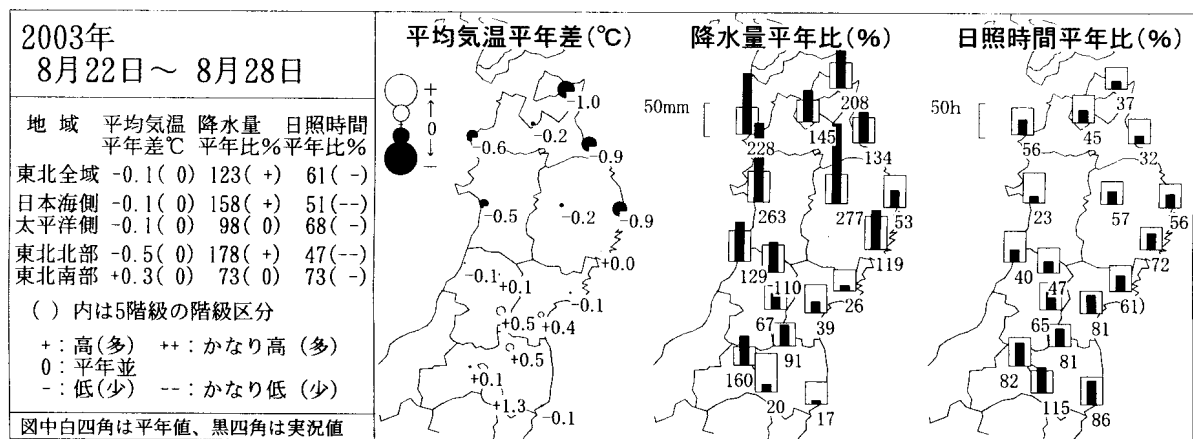 2003年
8月22日～ 8月28日
地 域 平均気温 降水量 日照時間
平年差℃ 平年比% 平年比%
東北全域 -0.1( 0) 123( +) 61( -)
日本海側 -0.1( 0) 158( +) 51(--)
太平洋側 -0.1( 0) 98( 0) 68( -)
東北北部 -0.5( 0) 178( +) 47(--)
東北南部 +0.3( 0) 73( 0) 73( -)
( ) 内は5階級の階級区分
+ : 高(多) ++ : かなり高 (多)
0 : 平年並
- : 低(少) -- : かなり低 (少)
図中白四角は平年値、黒四角は実況値
平均気温平年差(℃)
+
↑
0
↓
-
-1.0
-0.2
-0.6
-0.9
-0.5
-0.2
-0.9
+0.0
-0.1
+0.1
-0.1
+0.5
+0.4
+0.5
+0.1
+1.3
-0.1
降水量平年比(%)
50mm
208
145
228
134
263
277
53
119
129
110
26
67
39
91
160
20
17
日照時間平年比(%)
50h
37
45
56
32
23
57
56
72
40
47
61)
65
81
81
82
115
86